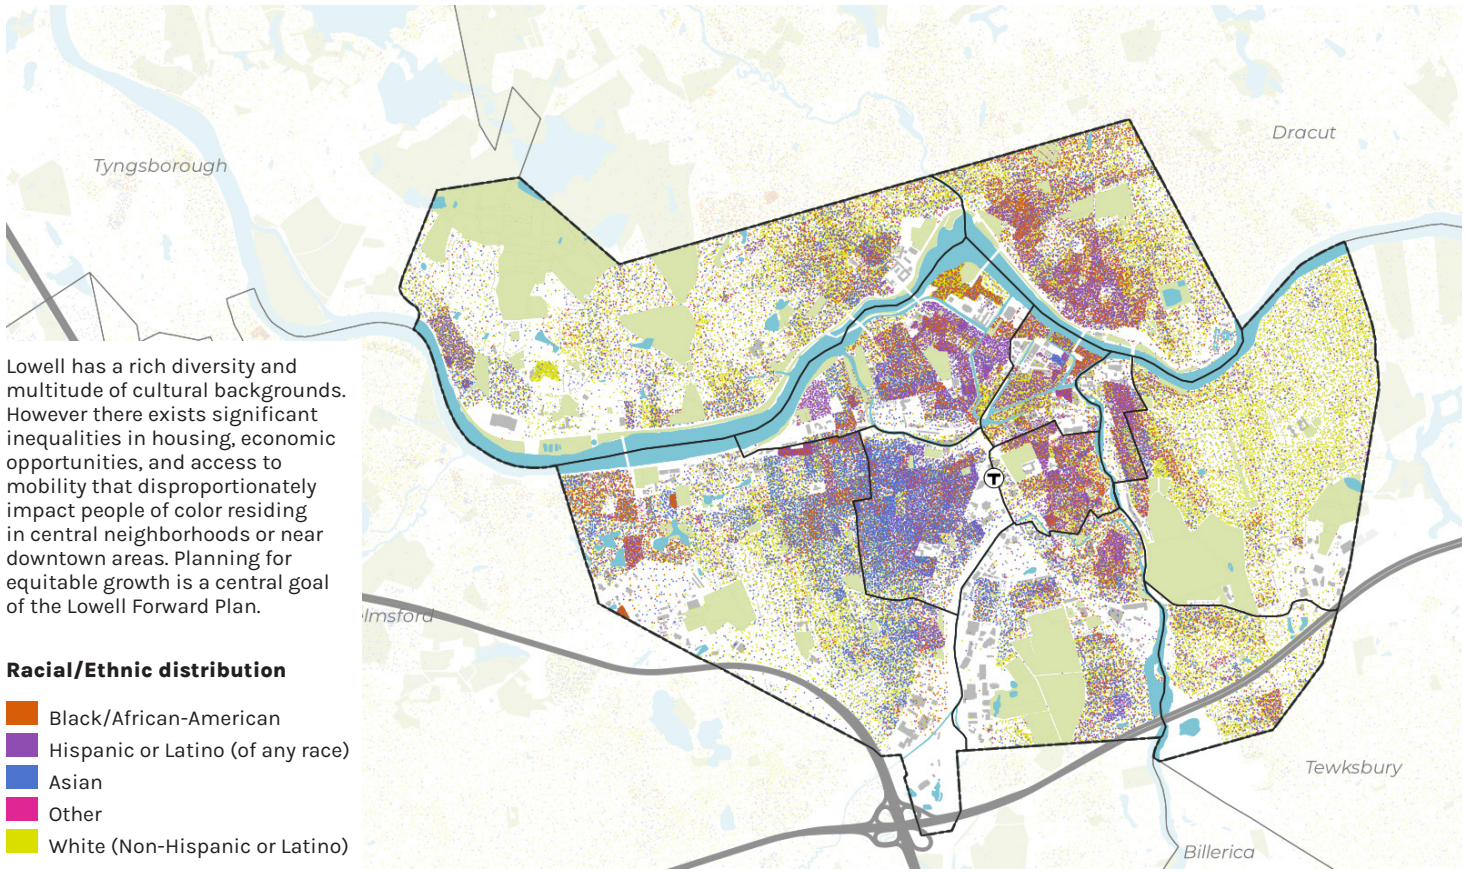 Dracut
Tyngsborough
Lowell has a rich diversity and
multitude of cultural backgrounds.
However there exists significant
inequalities in housing, economic
opportunities, and access to
mobility that disproportionately
impact people of color residing
in central neighborhoods or near
downtown areas. Planning for
equitable growth is a central goal
of the Lowell Forward Plan.
T
elmsford
Racial/Ethnic distribution
Black/African-American
Hispanic or Latino (of any race)
Asian
Other
White (Non-Hispanic or Latino)
Tewksbury
Billerica